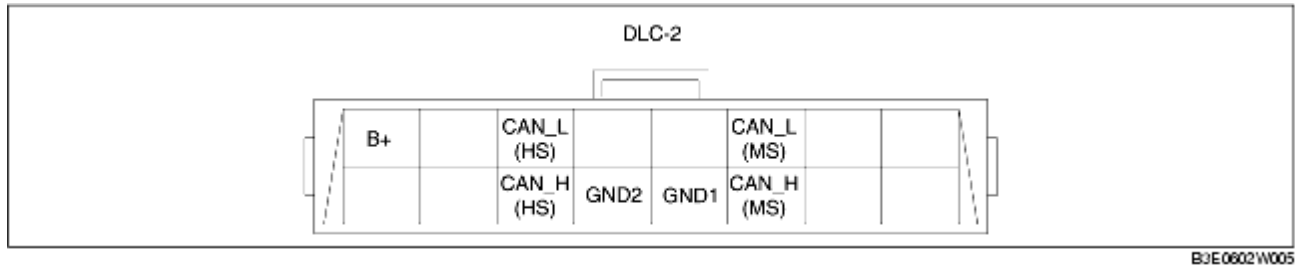 DLC-2
B+ CAN_L CAN_L
(HS) (MS)
CAN_H GND2 GND1 CAN_H
(HS) (MS)
B3E0602W005